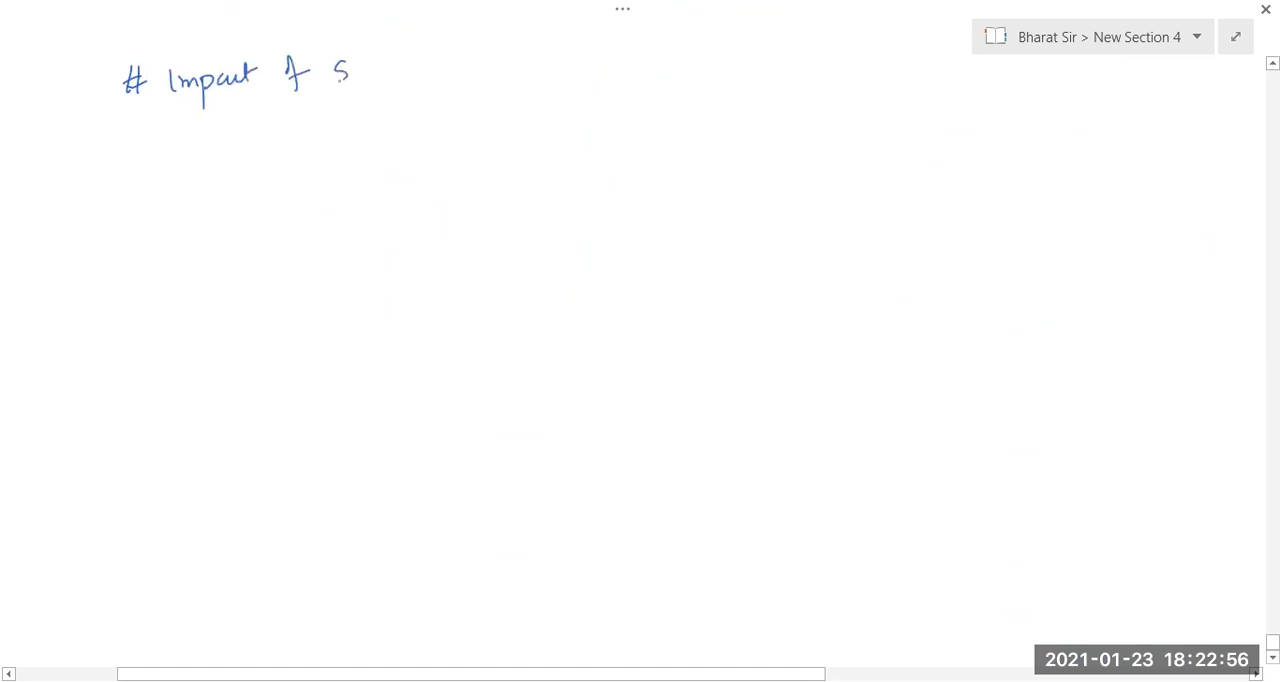 ...
Bharat Sir > New Section 4
# Impact of S
2021-01-23 18:22:56